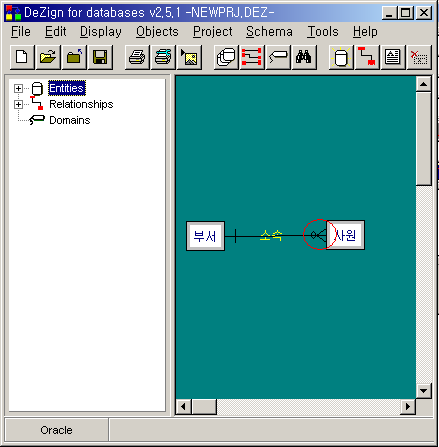 DeZign for databases v2.5.1 -NEWPRJ.DEZ-
File Edit Display Objects Project Schema Tools Help
Entities
Relationships
Domains
부서
소속
사원
Oracle